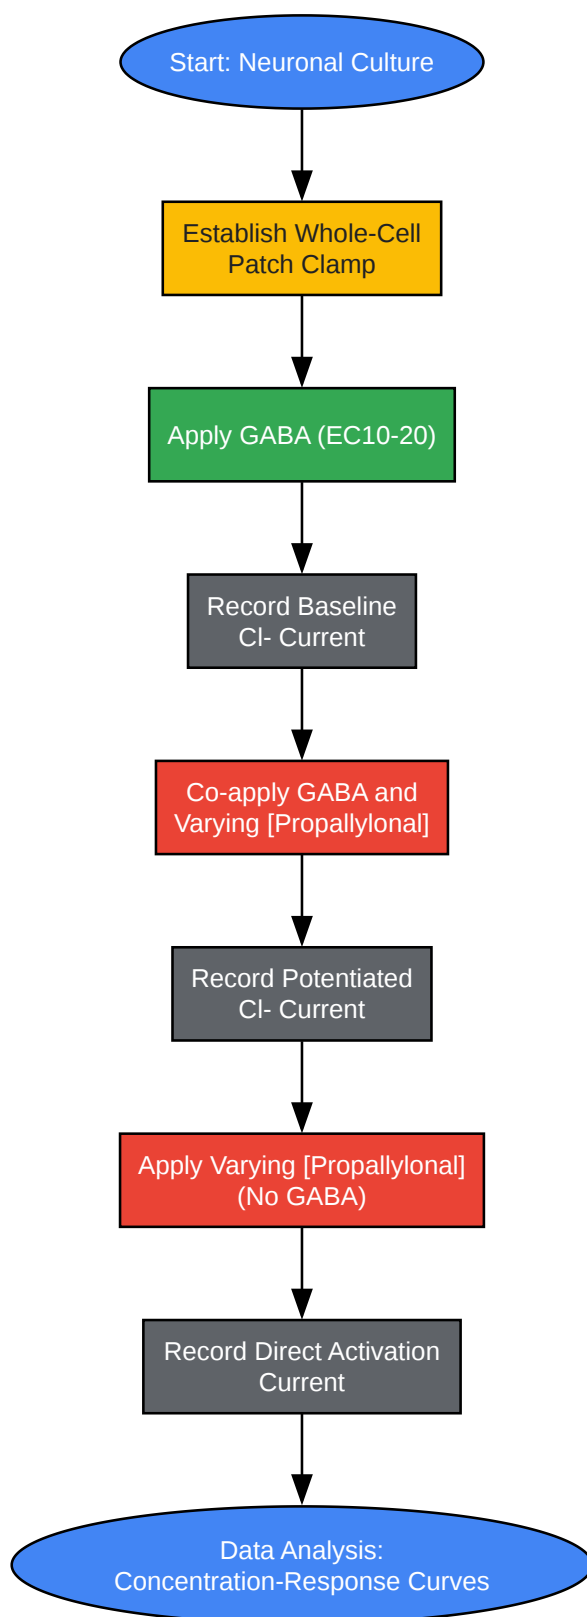 Start: Neuronal Culture
Establish Whole-Cell
Patch Clamp
Apply GABA (EC10-20)
Record Baseline
Cl- Current
Co-apply GABA and
Varying [Propallylonal]
Record Potentiated
Cl- Current
Apply Varying [Propallylonal]
(No GABA)
Record Direct Activation
Current
Data Analysis:
Concentration-Response Curves